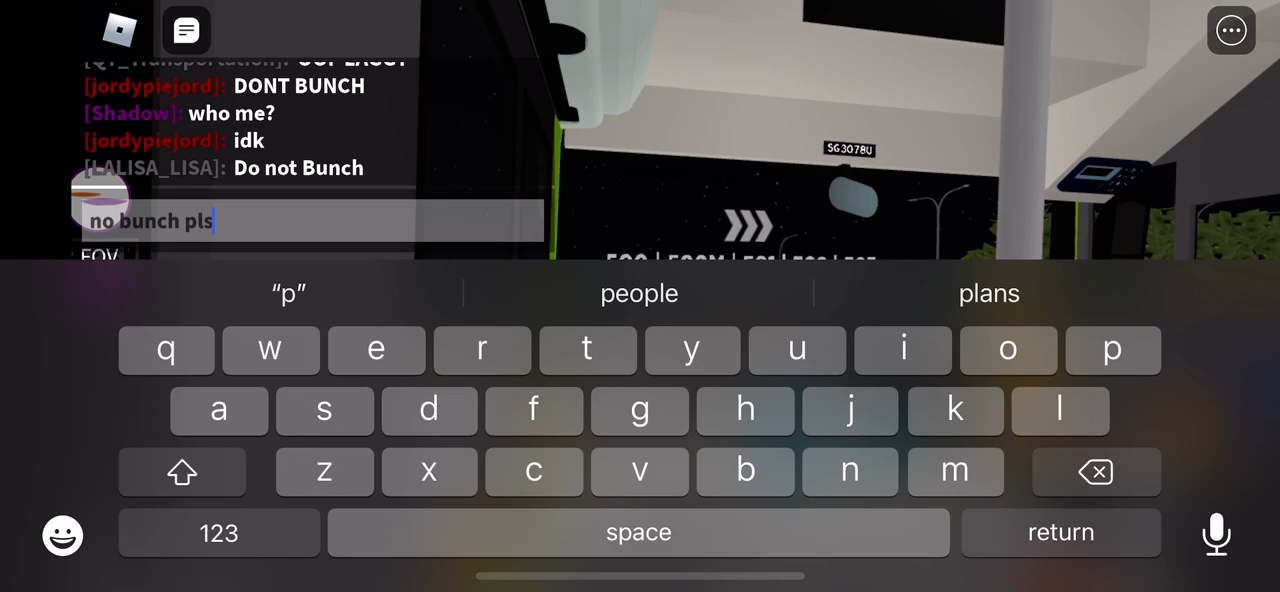 DONT BUNCH
[jordypiejord]: DONT BUNCH
[Shadow]: who me?
[jordypiejord]: idk
[LALISA_LISA]: Do not Bunch
SG3078U
no bunch pls
FOV
“p” people plans
q w e r t y u i o p
a s d f g h j k l
z x c v b n m
123 space return